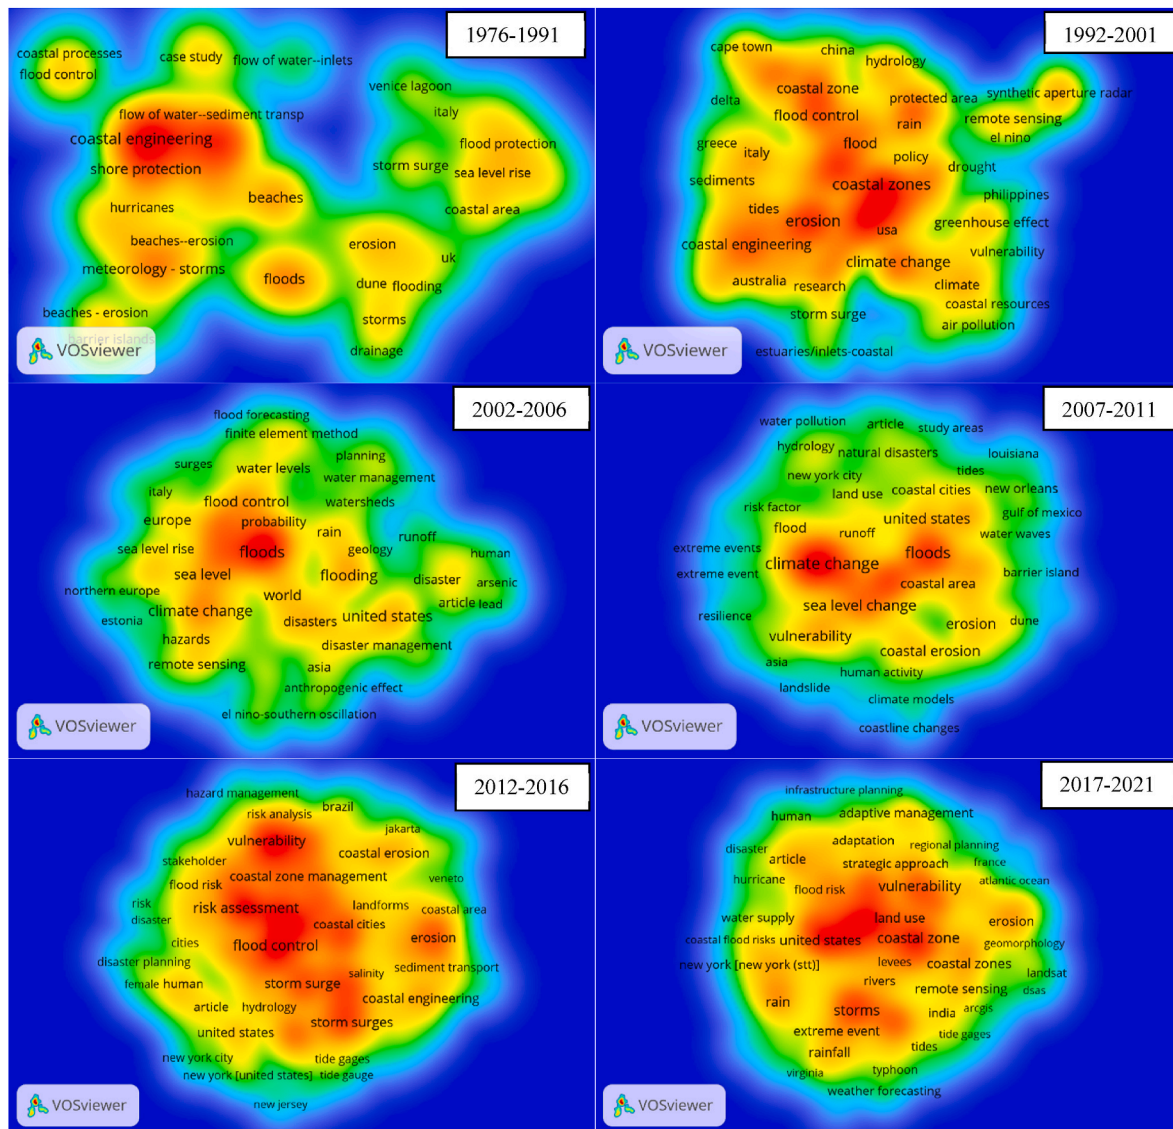 1976-1991
coastal processes
case study
flow of water--inlets
flood control
venice lagoon
italy
flow of water--sediment transp
coastal engineering
flood protection
shore protection
storm surge
sea level rise
beaches
hurricanes
coastal area
beaches--erosion
erosion
uk
meteorology - storms
floods
dune
flooding
beaches - erosion
storms
barrier islands
drainage
VOSviewer
1992-2001
cape town
china
hydrology
coastal zone
synthetic aperture radar
delta
protected area
flood control
remote sensing
rain
el nino
greece
flood
italy
policy
drought
sediments
coastal zones
philippines
tides
erosion
usa
greenhouse effect
coastal engineering
vulnerability
climate change
australia
research
climate
coastal resources
storm surge
air pollution
estuaries/inlets-coastal
VOSviewer
2002-2006
flood forecasting
finite element method
surges
water levels
planning
water management
italy
flood control
watersheds
europe
probability
rain
runoff
sea level rise
floods
geology
human
sea level
flooding
disaster
arsenic
northern europe
world
article
lead
climate change
united states
estonia
disasters
hazards
disaster management
remote sensing
asia
anthropogenic effect
el nino-southern oscillation
VOSviewer
2007-2011
water pollution
article
study areas
hydrology
natural disasters
louisiana
new york city
tides
land use
coastal cities
new orleans
risk factor
gulf of mexico
flood
runoff
united states
water waves
extreme events
floods
climate change
extreme event
coastal area
barrier island
sea level change
resilience
erosion
dune
vulnerability
coastal erosion
asia
human activity
landslide
climate models
coastline changes
VOSviewer
2012-2016
hazard management
risk analysis
brazil
jakarta
vulnerability
coastal erosion
stakeholder
coastal zone management
veneto
flood risk
risk
risk assessment
landforms
coastal area
disaster
coastal cities
cities
flood control
erosion
disaster planning
salinity
sediment transport
female
human
storm surge
article
hydrology
coastal engineering
united states
storm surges
new york city
tide gages
new york [united states]
tide gauge
new jersey
VOSviewer
2017-2021
infrastructure planning
human
adaptive management
disaster
adaptation
regional planning
article
strategic approach
france
hurricane
flood risk
vulnerability
atlantic ocean
water supply
land use
erosion
coastal flood risks
united states
coastal zone
geomorphology
new york [new york (stt)]
levees
coastal zones
landsat
rivers
remote sensing
dsas
rain
storms
india
arcgis
extreme event
tide gages
rainfall
tides
virginia
typhoon
weather forecasting
VOSviewer